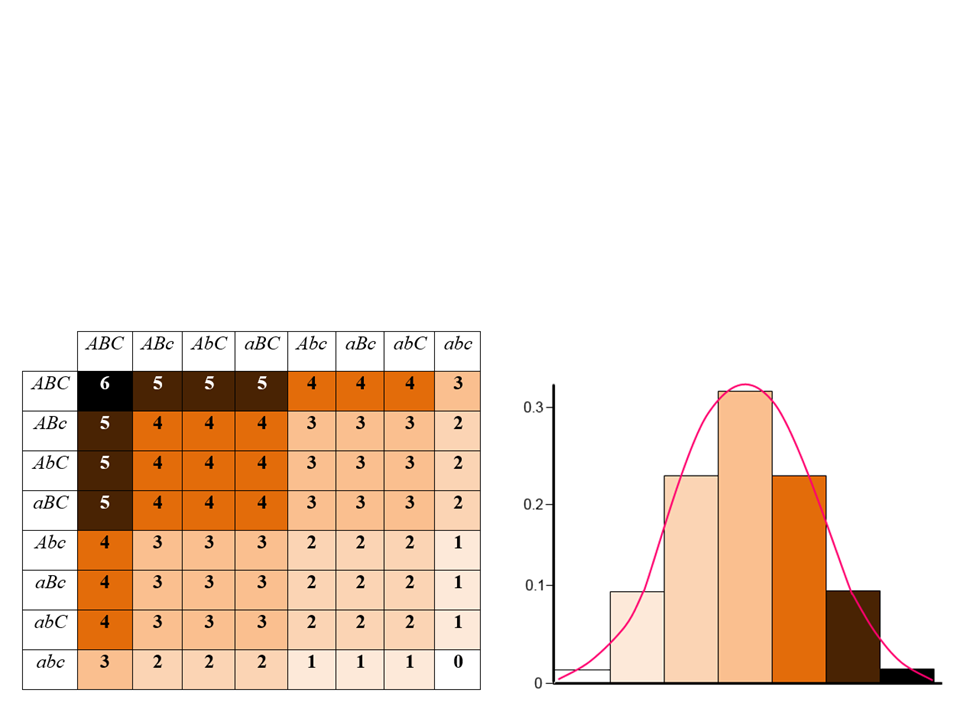 ABC ABc AbC aBC Abc aBc abC abc
ABC 6 5 5 5 4 4 4 3
ABc 5 4 4 4 3 3 3 2
AbC 5 4 4 4 3 3 3 2
aBC 5 4 4 4 3 3 3 2
Abc 4 3 3 3 2 2 2 1
aBc 4 3 3 3 2 2 2 1
abC 4 3 3 3 2 2 2 1
abc 3 2 2 2 1 1 1 0
0.3
0.2
0.1
0